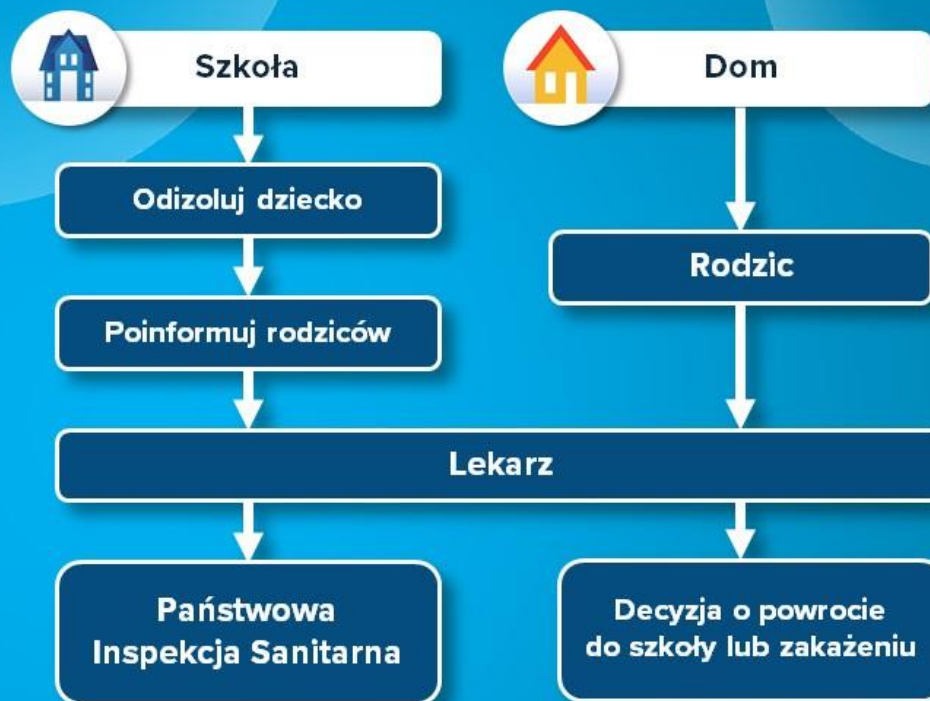 Szkoła
Dom
Odizoluj dziecko
Rodzic
Poinformuj rodziców
Lekarz
Państwowa
Inspekcja Sanitarna
Decyzja o powrocie
do szkoły lub zakażeniu